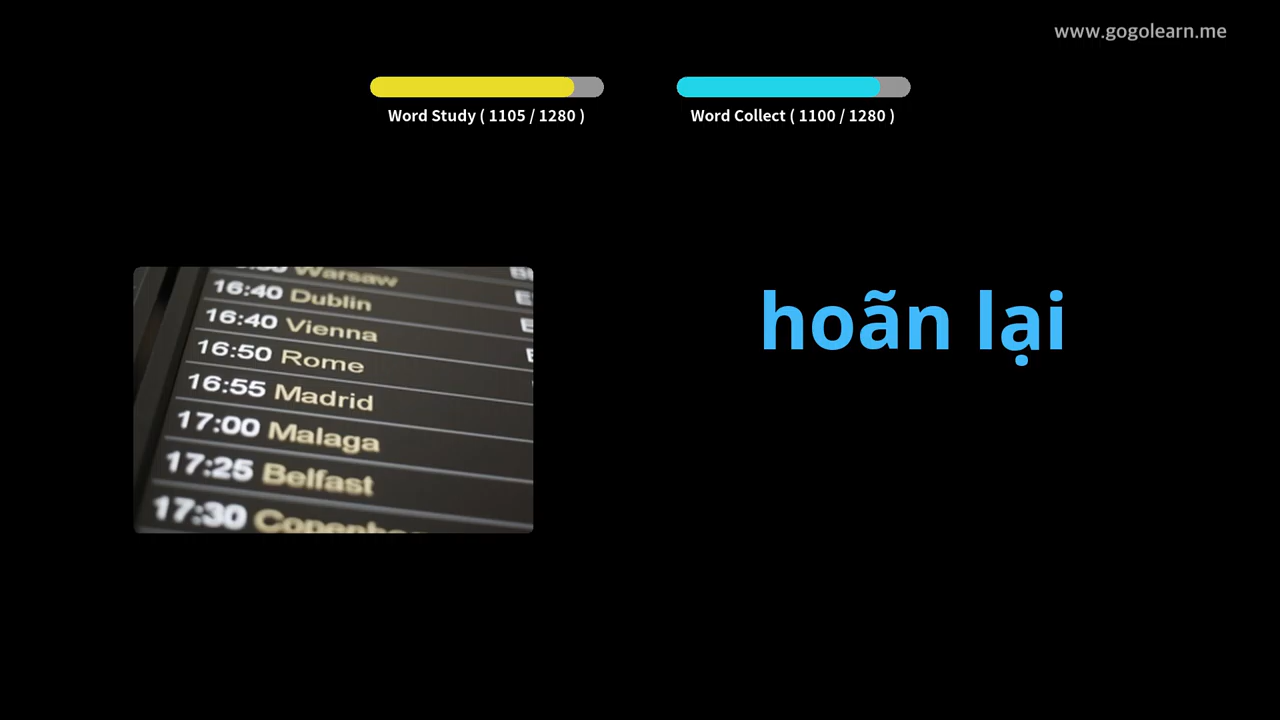 www.gogolearn.me
Word Study ( 1105 / 1280 )
Word Collect ( 1100 / 1280 )
hoãn lại
Warsaw
16:40 Dublin
16:40 Vienna
16:50 Rome
16:55 Madrid
17:00 Malaga
17:25 Belfast
17:30